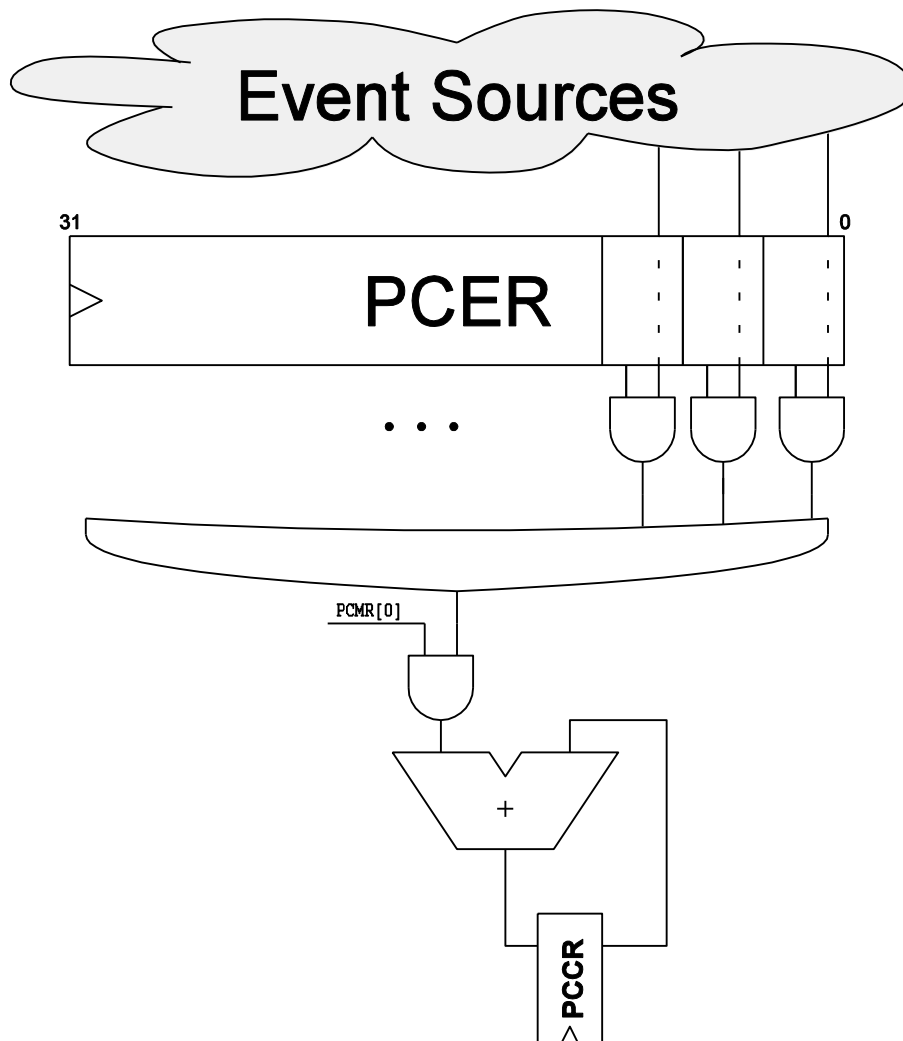 Event Sources
31
0
PCER
. . .
PCMR[0]
+
PCCR